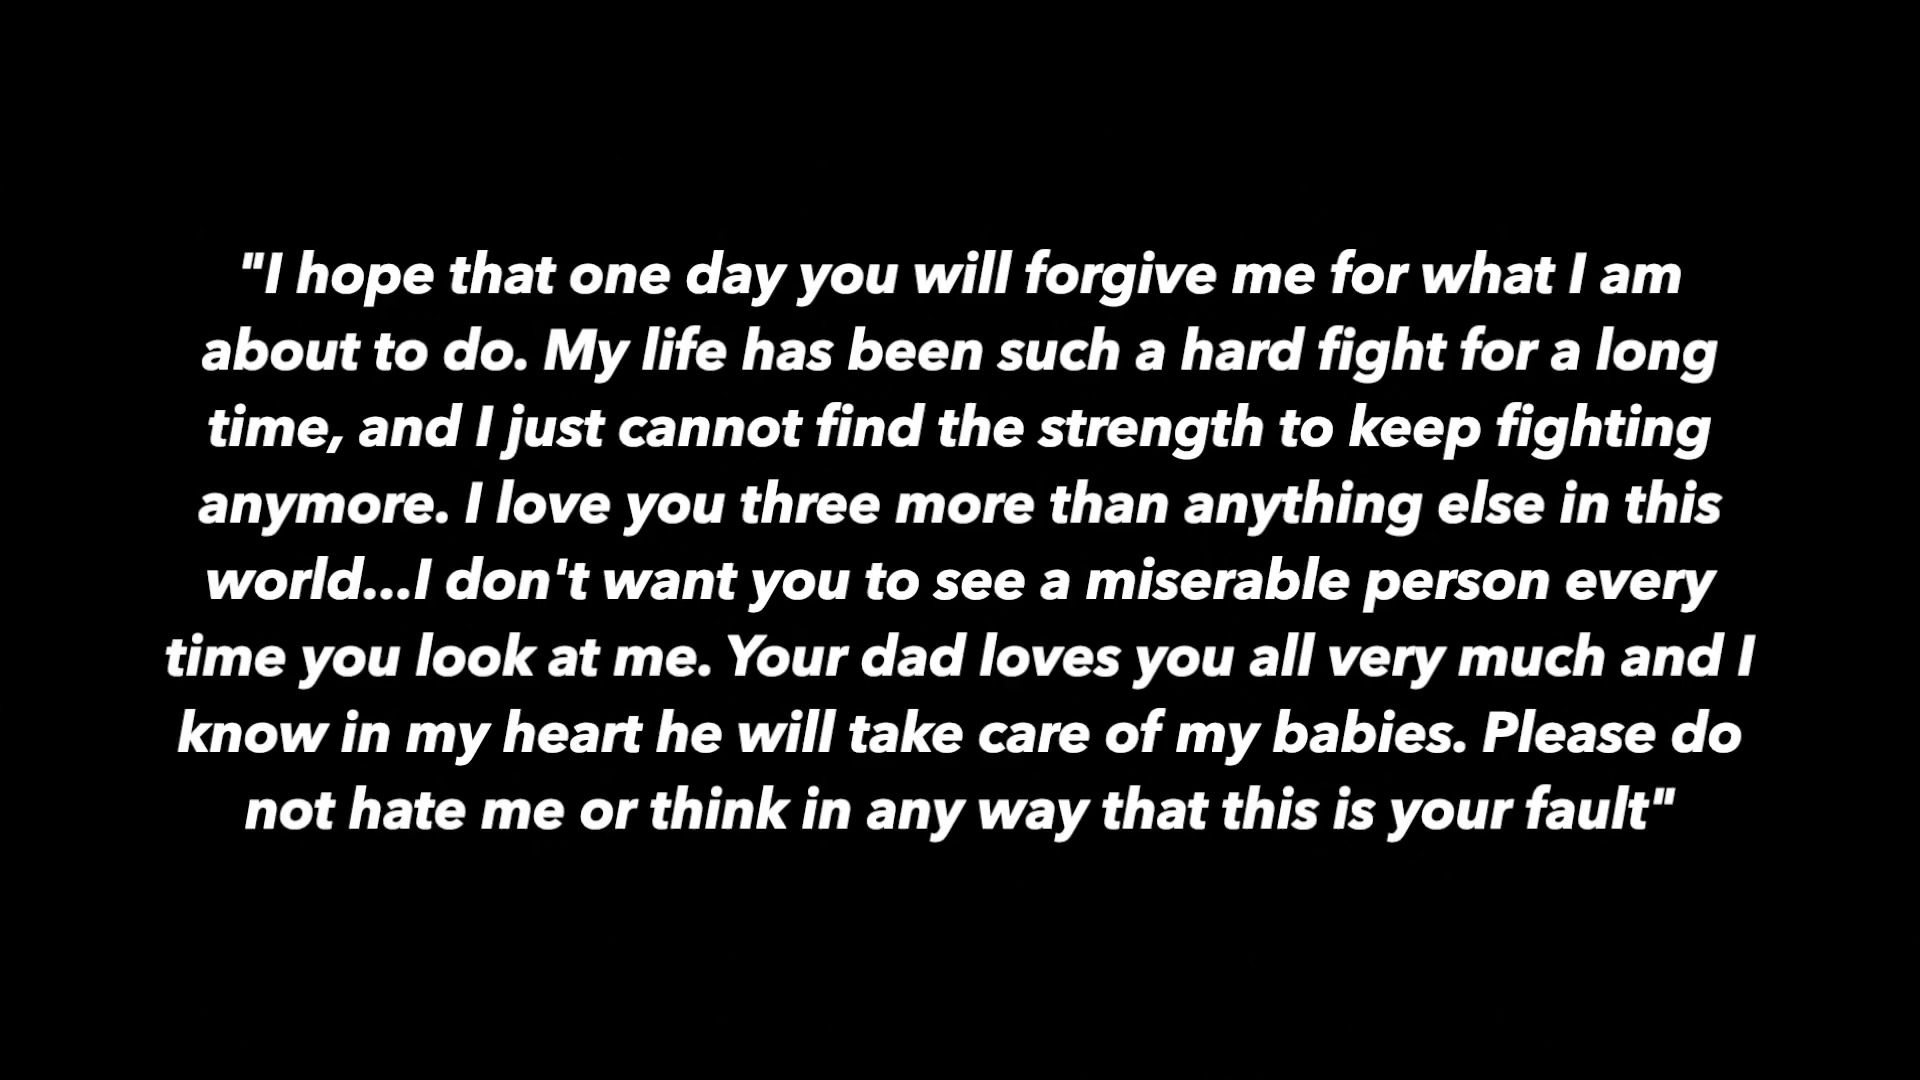 "I hope that one day you will forgive me for what I am
about to do. My life has been such a hard fight for a long
time, and I just cannot find the strength to keep fighting
anymore. I love you three more than anything else in this
world...I don't want you to see a miserable person every
time you look at me. Your dad loves you all very much and I
know in my heart he will take care of my babies. Please do
not hate me or think in any way that this is your fault"